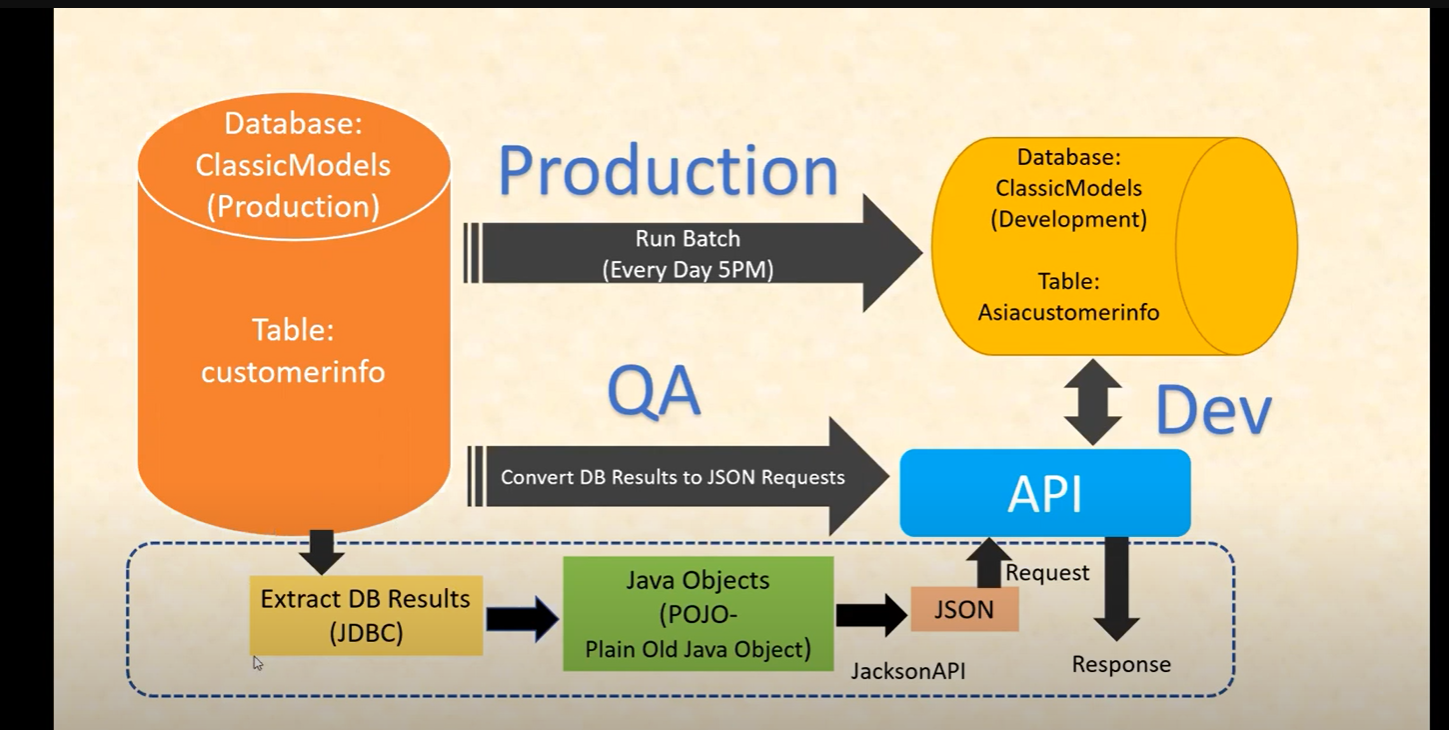 Database:
ClassicModels
(Production)
Table:
customerinfo
Production
Run Batch
(Every Day 5PM)
Database:
ClassicModels
(Development)
Table:
Asiacustomerinfo
QA
Convert DB Results to JSON Requests
Dev
API
Extract DB Results
(JDBC)
Java Objects
(POJO-
Plain Old Java Object)
JacksonAPI
JSON
Request
Response